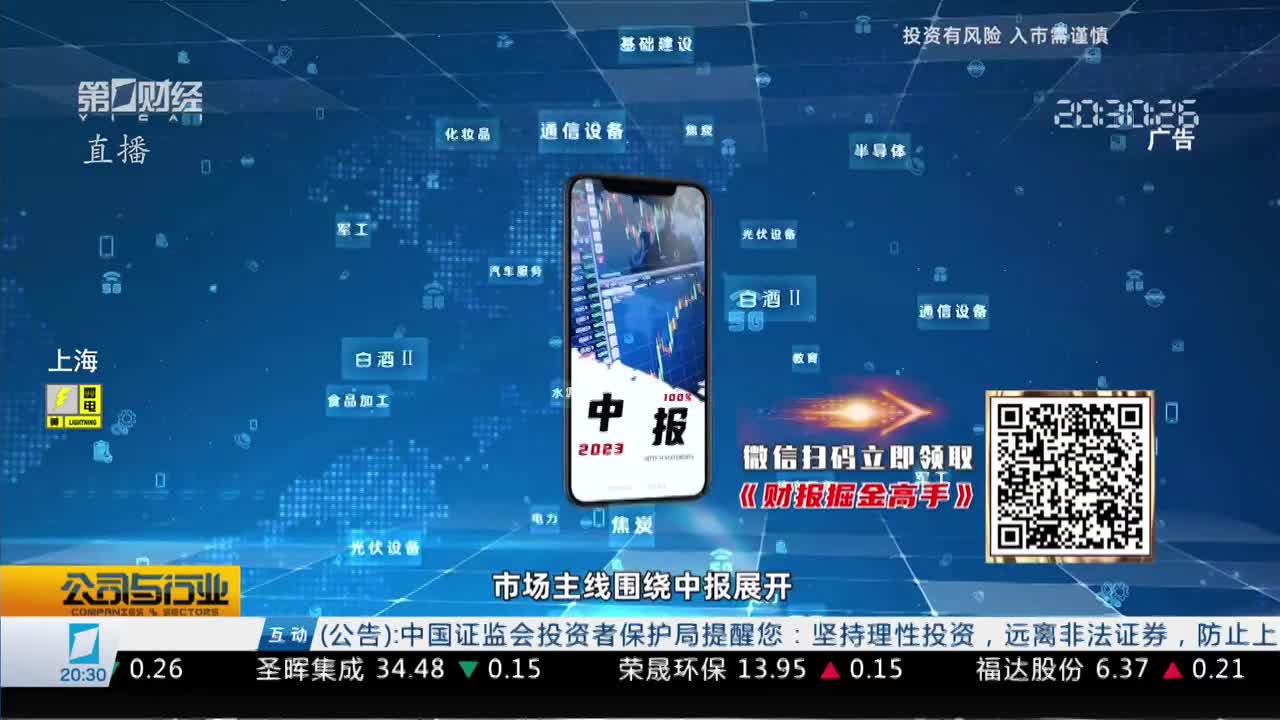 投资有风险 入市需谨慎
第一财经
YICAI
直播
20:30:26
广告
基础建设
化妆品
通信设备
焦炭
半导体
军工
光伏设备
汽车服务
白酒Ⅱ
5G
通信设备
白酒Ⅱ
教育
食品加工
上海
雷电
黄 LIGHTNING
中报
100%
2023
微信扫码立即领取
《财报掘金高手》
军工
电力
焦炭
光伏设备
市场主线围绕中报展开
公司与行业
COMPANIES & SECTORS
互动 (公告):中国证监会投资者保护局提醒您：坚持理性投资，远离非法证券，防止上
20:30
0.26 圣晖集成 34.48 ▼ 0.15 荣晟环保 13.95 ▲ 0.15 福达股份 6.37 ▲ 0.21